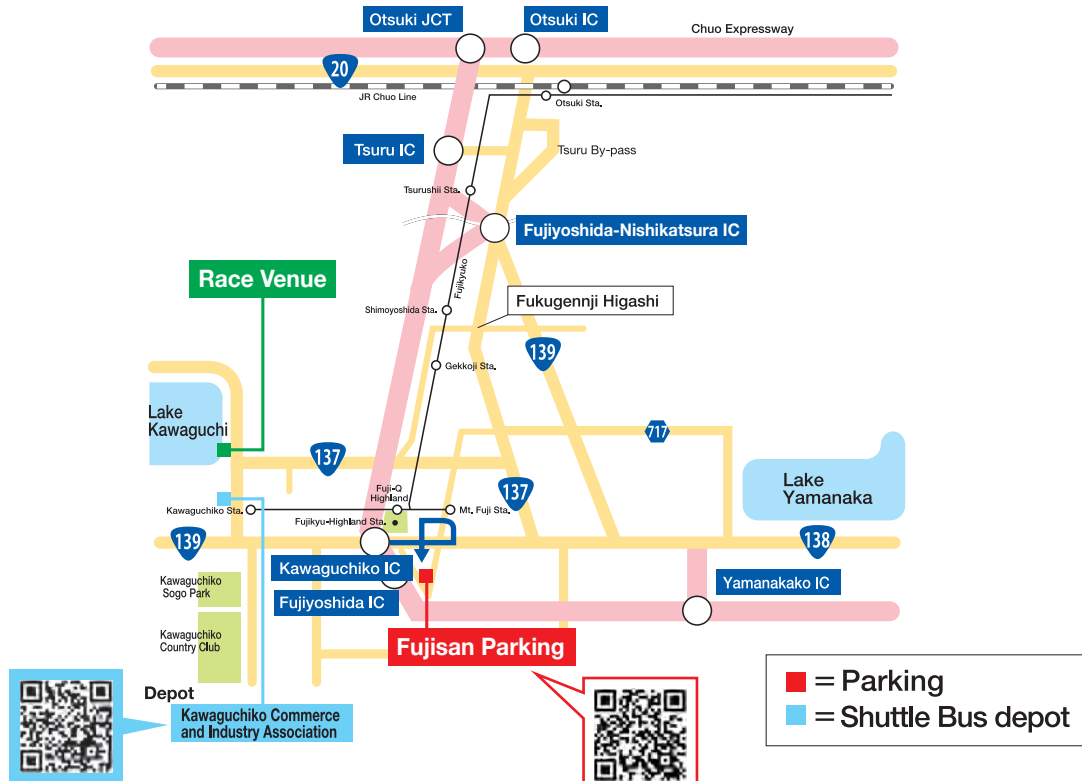 Otsuki JCT
Otsuki IC
Chuo Expressway
20
JR Chuo Line
Otsuki Sta.
Tsuru IC
Tsuru By-pass
Tsurushii Sta.
Fujiyoshida-Nishikatsura IC
Race Venue
Fujikyuko
Fukugennji Higashi
Shimoyoshida Sta.
139
Gekkoji Sta.
Lake
Kawaguchi
717
137
Lake
Yamanaka
Fuji-Q
Highland
137
Kawaguchiko Sta.
Mt. Fuji Sta.
Fujikyu-Highland Sta.
139
138
Kawaguchiko IC
Kawaguchiko
Sogo Park
Yamanakako IC
Fujiyoshida IC
Kawaguchiko
Country Club
Fujisan Parking
Depot
Kawaguchiko Commerce
and Industry Association
= Parking
= Shuttle Bus depot